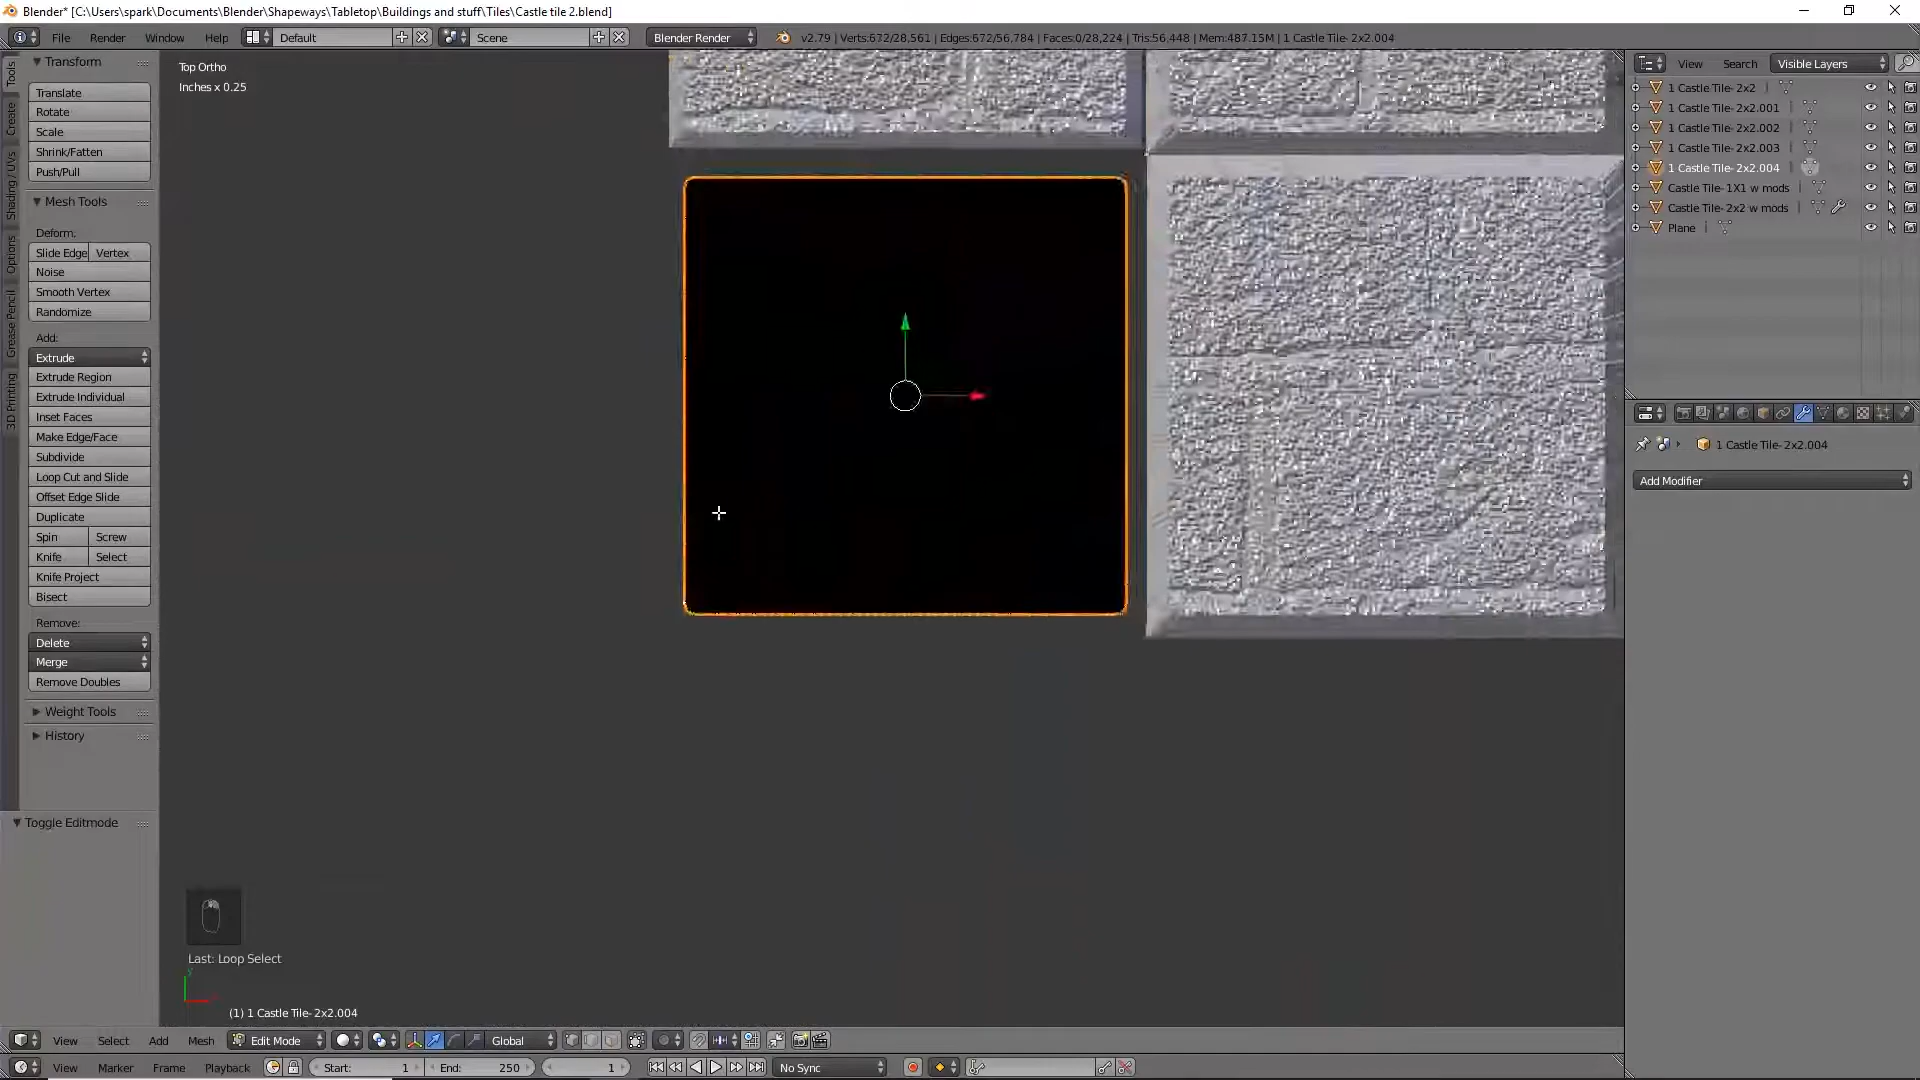 Blender* [C:\Users\spark\Documents\Blender\Shapeways\Tabletop\Buildings and stuff\Tiles\Castle tile 2.blend]
File Render Window Help Default Scene Blender Render v2.79 | Verts:672/28,561 | Edges:672/56,784 | Faces:0/28,224 | Tris:56,448 | Mem:487.15M | 1 Castle Tile- 2x2.004
Tools
Create
Shading / UVs
Options
Grease Pencil
3D Printing
Transform
Translate
Rotate
Scale
Shrink/Fatten
Push/Pull
Mesh Tools
Deform:
Slide Edge Vertex
Noise
Smooth Vertex
Randomize
Add:
Extrude
Extrude Region
Extrude Individual
Inset Faces
Make Edge/Face
Subdivide
Loop Cut and Slide
Offset Edge Slide
Duplicate
Spin Screw
Knife Select
Knife Project
Bisect
Remove:
Delete
Merge
Remove Doubles
Weight Tools
History
Toggle Editmode
Top Ortho
Inches x 0.25
Last: Loop Select
(1) 1 Castle Tile- 2x2.004
View Search Visible Layers
1 Castle Tile- 2x2
1 Castle Tile- 2x2.001
1 Castle Tile- 2x2.002
1 Castle Tile- 2x2.003
1 Castle Tile- 2x2.004
Castle Tile- 1X1 w mods
Castle Tile- 2x2 w mods
Plane
1 Castle Tile- 2x2.004
Add Modifier
View Select Add Mesh Edit Mode Global
View Marker Frame Playback Start: 1 End: 250 1 No Sync